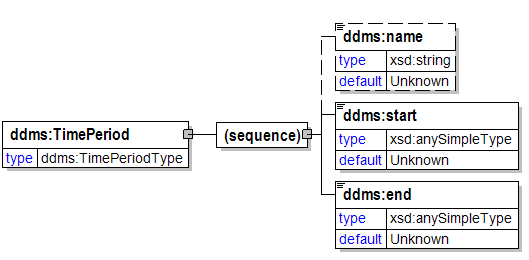 ddms:name
type xsd:string
default Unknown
ddms:TimePeriod
type ddms:TimePeriodType
(sequence)
ddms:start
type xsd:anySimpleType
default Unknown
ddms:end
type xsd:anySimpleType
default Unknown